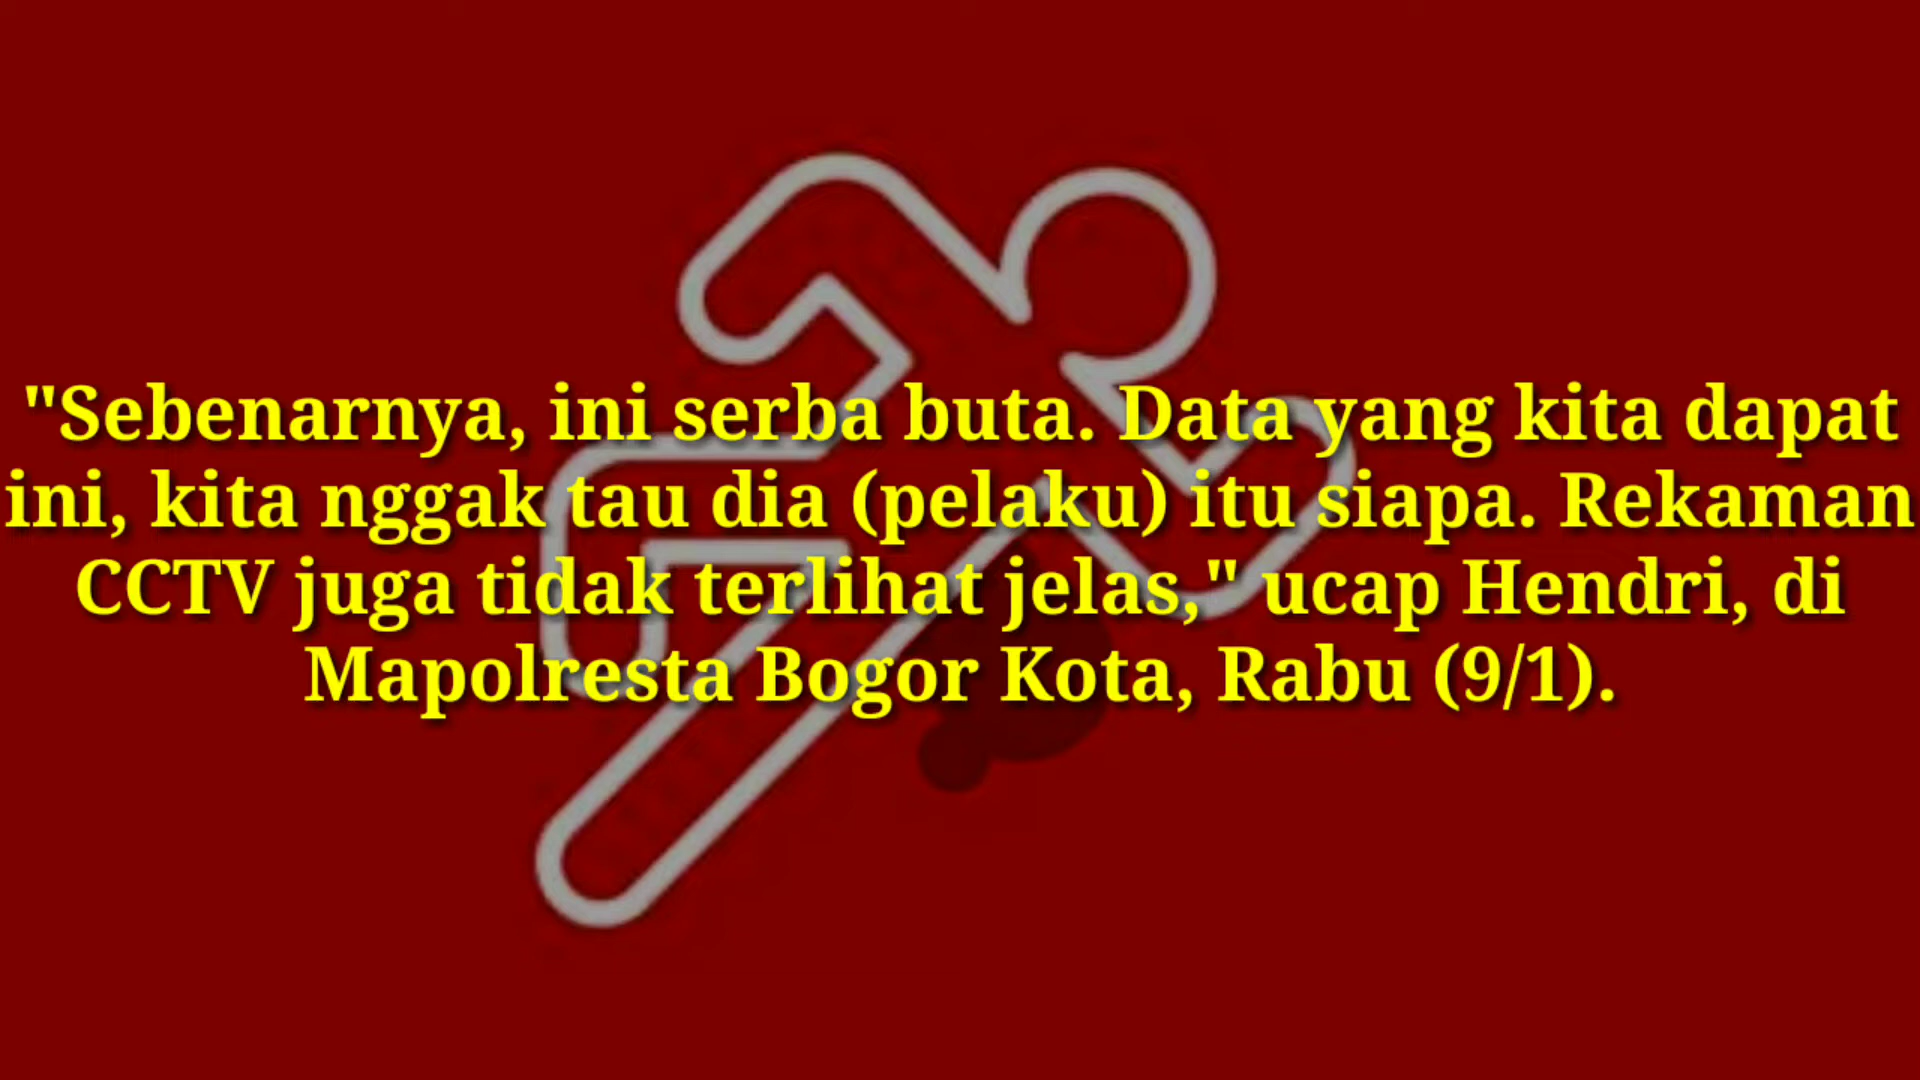 "Sebenarnya, ini serba buta. Data yang kita dapat
ini, kita nggak tau dia (pelaku) itu siapa. Rekaman
CCTV juga tidak terlihat jelas," ucap Hendri, di
Mapolresta Bogor Kota, Rabu (9/1).